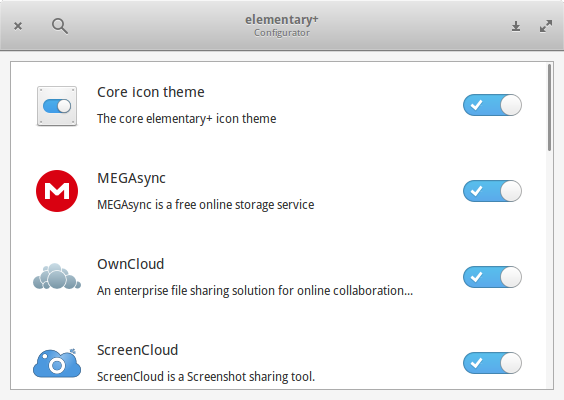 elementary+
Configurator
Core icon theme
The core elementary+ icon theme
MEGAsync
MEGAsync is a free online storage service
OwnCloud
An enterprise file sharing solution for online collaboration...
ScreenCloud
ScreenCloud is a Screenshot sharing tool.